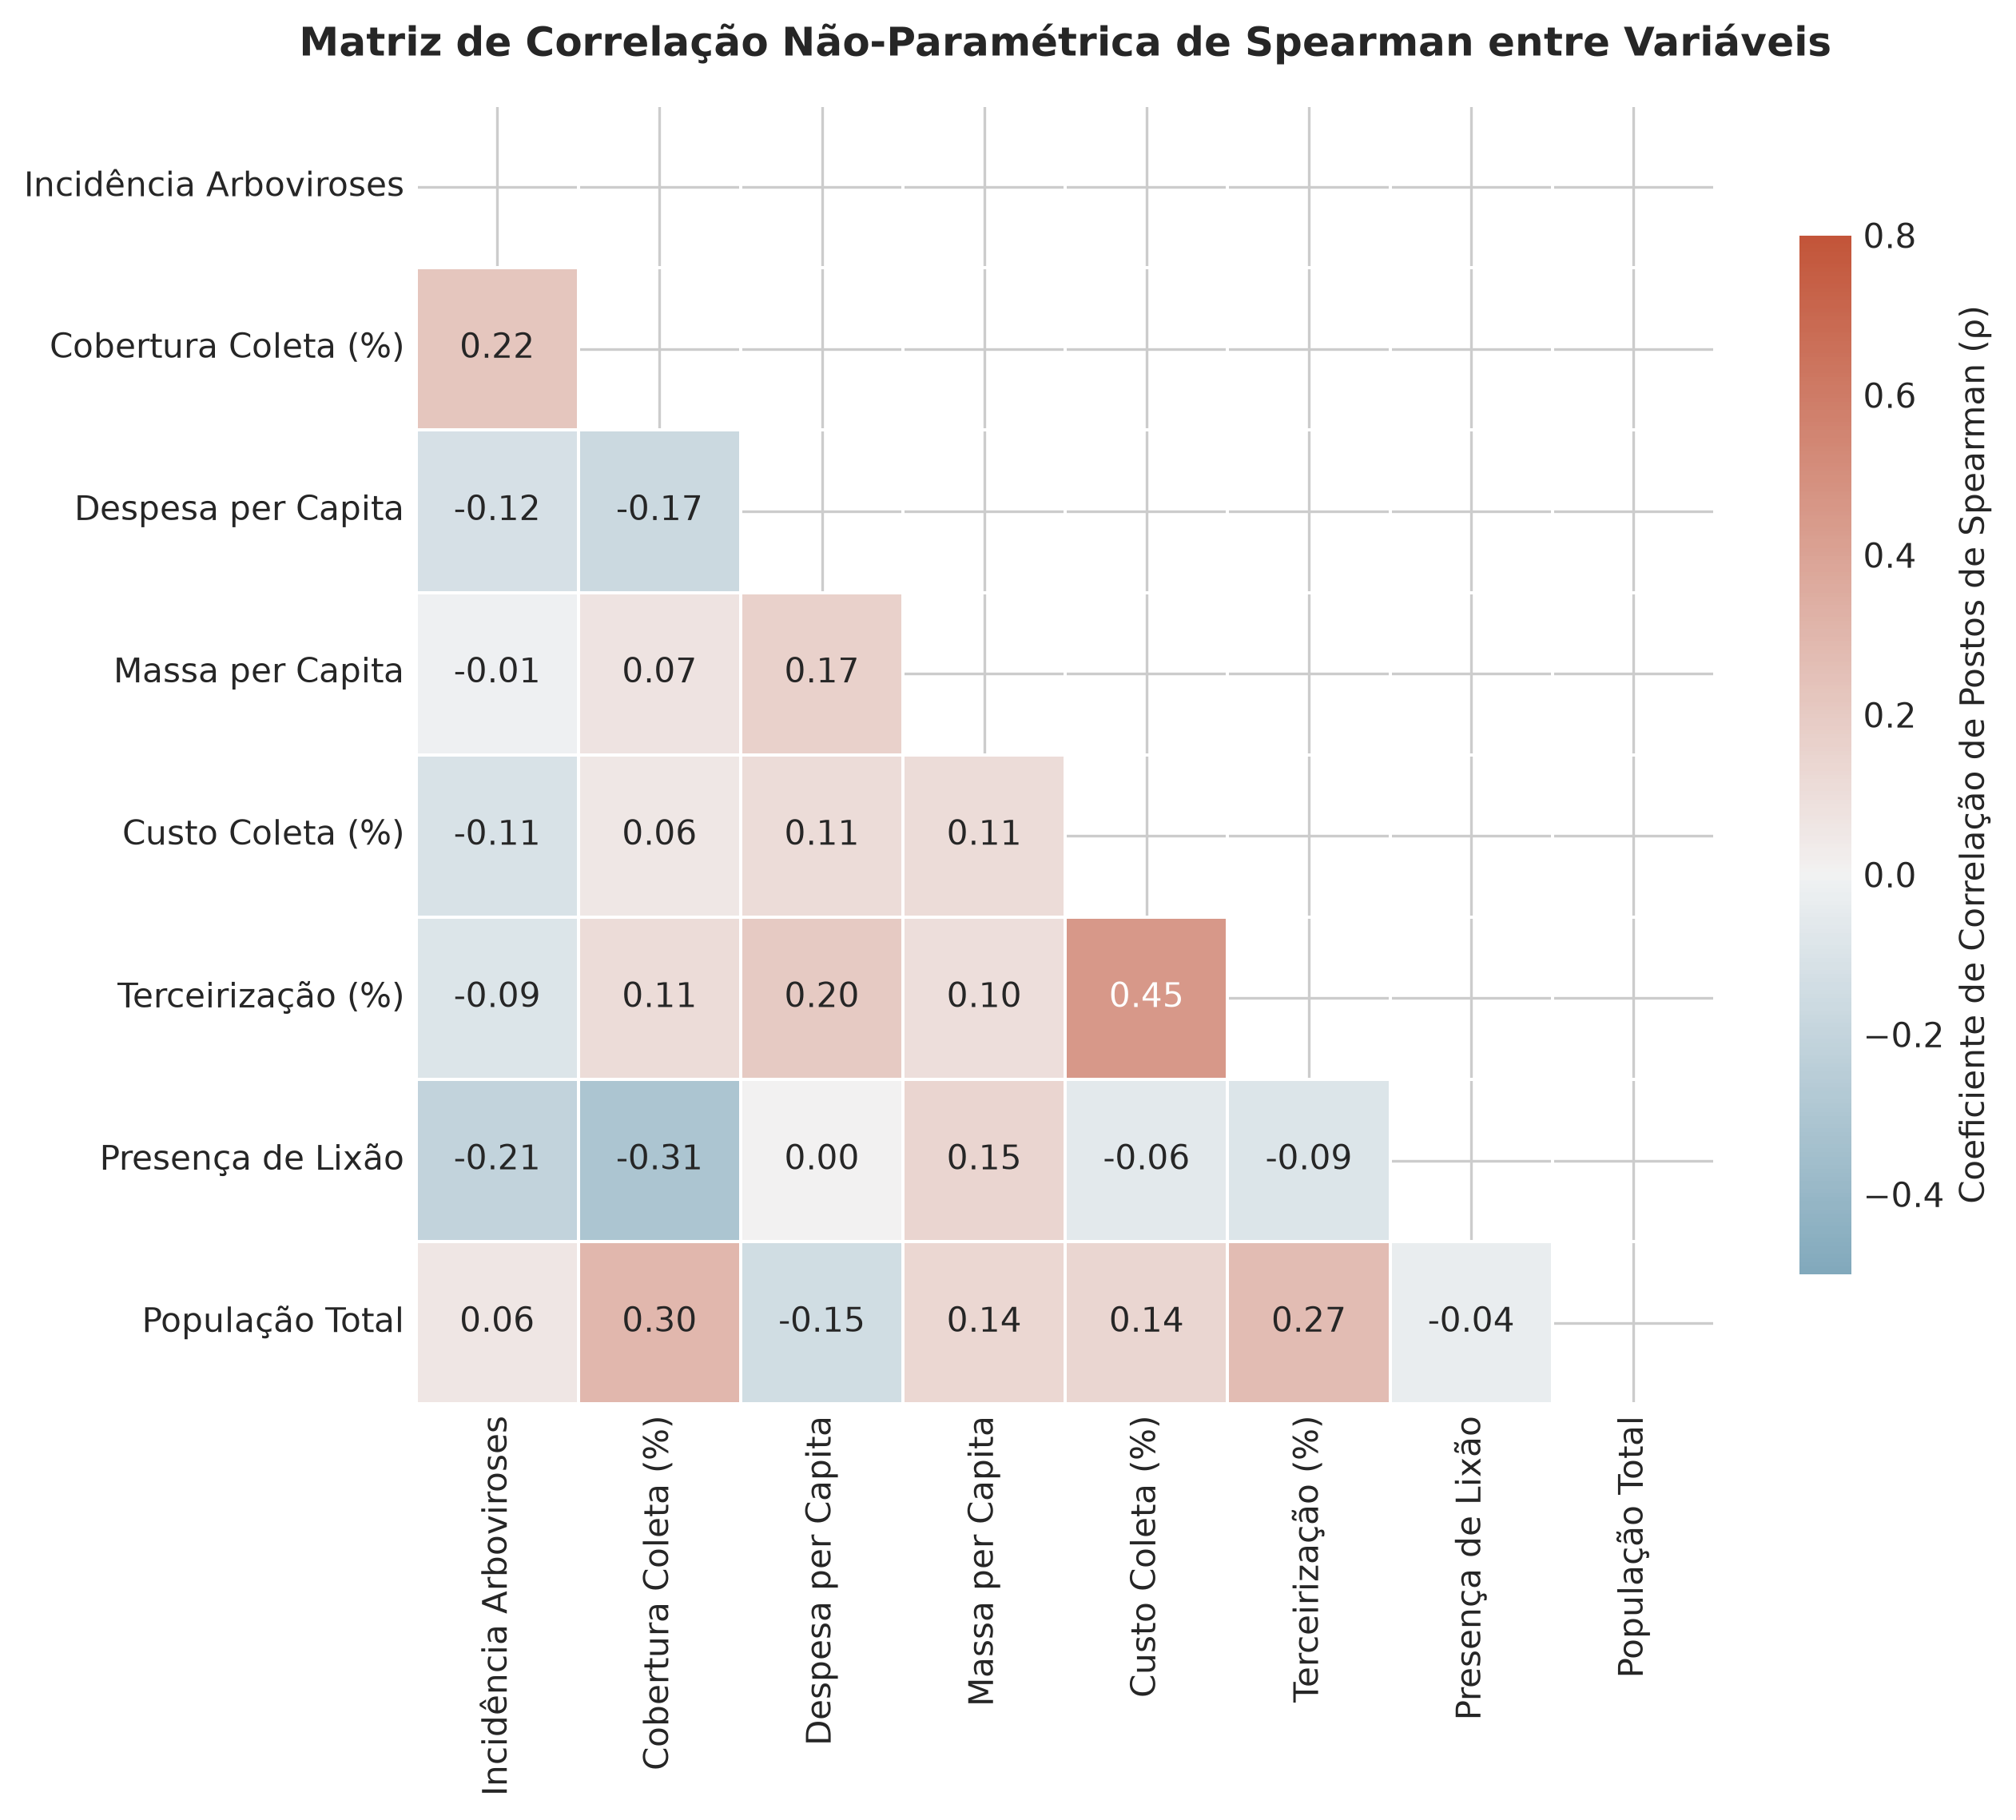 Matriz de Correlação Não-Paramétrica de Spearman entre Variáveis
Incidência Arboviroses
Cobertura Coleta (%) 0.22
Despesa per Capita -0.12 -0.17
Massa per Capita -0.01 0.07 0.17
Custo Coleta (%) -0.11 0.06 0.11 0.11
Terceirização (%) -0.09 0.11 0.20 0.10 0.45
Presença de Lixão -0.21 -0.31 0.00 0.15 -0.06 -0.09
População Total 0.06 0.30 -0.15 0.14 0.14 0.27 -0.04
Incidência Arboviroses
Cobertura Coleta (%)
Despesa per Capita
Massa per Capita
Custo Coleta (%)
Terceirização (%)
Presença de Lixão
População Total
0.8
0.6
0.4
0.2
0.0
−0.2
−0.4
Coeficiente de Correlação de Postos de Spearman (ρ)